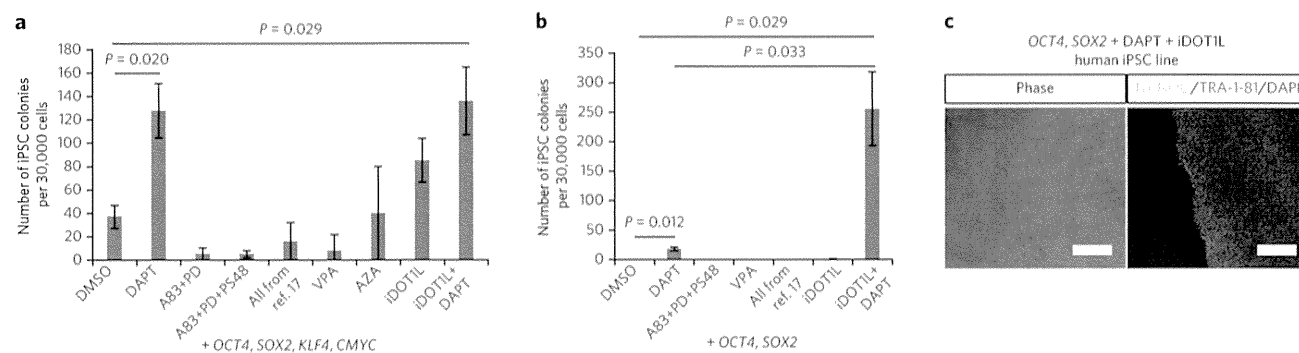 a
P = 0.029
P = 0.020
Number of iPSC colonies
per 30,000 cells
180
160
140
120
100
80
60
40
20
0
DMSO
DAPT
A83+PD
A83+PD+PS48
All from
ref. 17
VPA
AZA
iDOT1L
iDOT1L+
DAPT
+ OCT4, SOX2, KLF4, CMYC
b
P = 0.029
P = 0.033
P = 0.012
Number of iPSC colonies
per 30,000 cells
350
300
250
200
150
100
50
0
DMSO
DAPT
A83+PD+PS48
VPA
All from
ref. 17
iDOT1L
iDOT1L+
DAPT
+ OCT4, SOX2
c
OCT4, SOX2 + DAPT + iDOT1L
human iPSC line
Phase
/TRA-1-81/DAPI